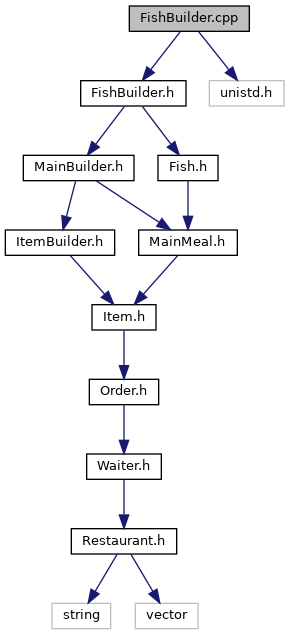 FishBuilder.cpp
FishBuilder.h
unistd.h
MainBuilder.h
Fish.h
ItemBuilder.h
MainMeal.h
Item.h
Order.h
Waiter.h
Restaurant.h
string
vector